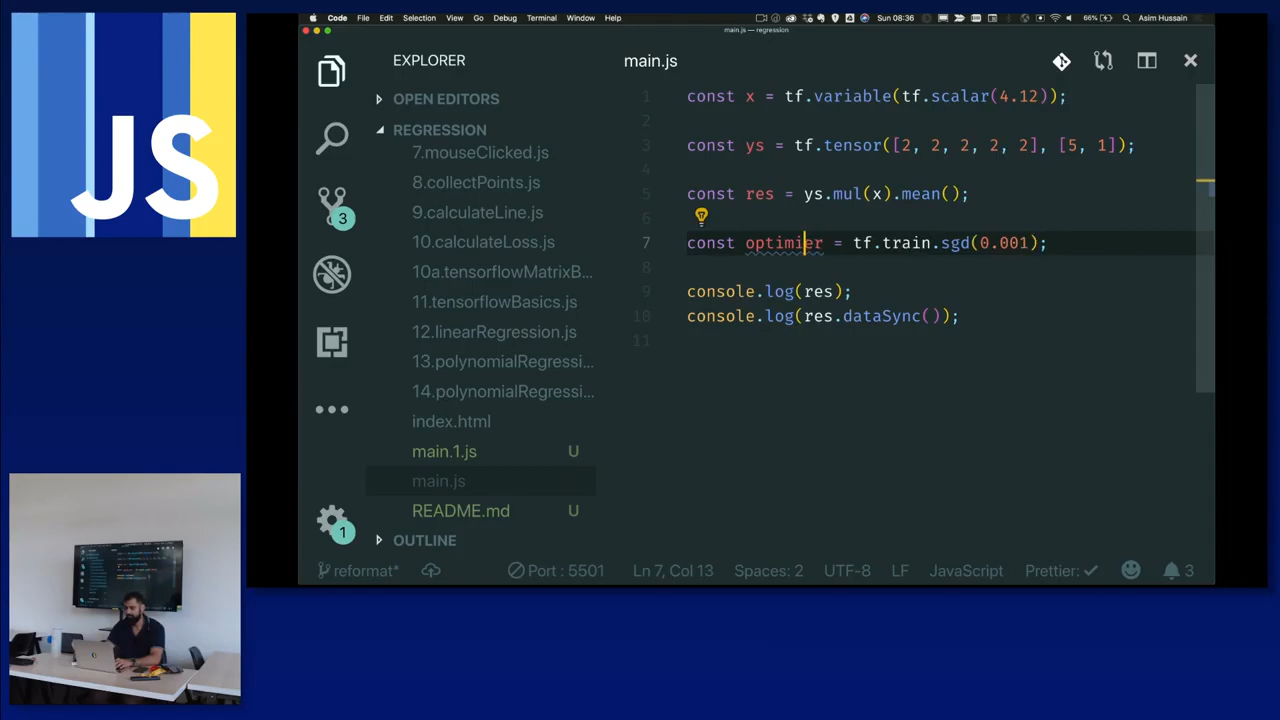 JS
Code File Edit Selection View Go Debug Terminal Window Help 66% Sun 08:36 Asim Hussain
main.js — regression
EXPLORER
OPEN EDITORS
REGRESSION
7.mouseClicked.js
8.collectPoints.js
9.calculateLine.js
10.calculateLoss.js
10a.tensorflowMatrixB...
11.tensorflowBasics.js
12.linearRegression.js
13.polynomialRegressi...
14.polynomialRegressi...
index.html
main.1.js U
main.js
README.md U
OUTLINE
3
1
main.js
1 const x = tf.variable(tf.scalar(4.12));
2
3 const ys = tf.tensor([2, 2, 2, 2, 2], [5, 1]);
4
5 const res = ys.mul(x).mean();
6
7 const optimier = tf.train.sgd(0.001);
8
9 console.log(res);
10 console.log(res.dataSync());
11
reformat* Port : 5501 Ln 7, Col 13 Spaces: 2 UTF-8 LF JavaScript Prettier: 3